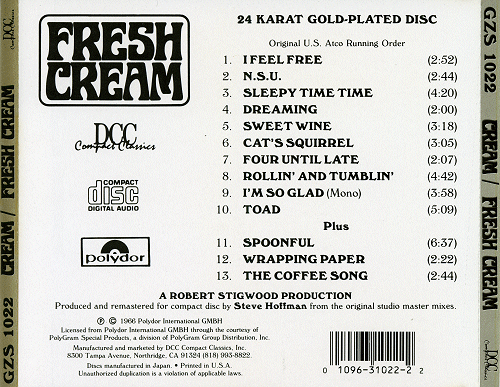 DCC
Compact Classics
CREAM / FRESH CREAM
GZS 1022
FRESH
CREAM
DCC
Compact Classics
COMPACT
disc
DIGITAL AUDIO
polydor
24 KARAT GOLD-PLATED DISC
Original U.S. Atco Running Order
1. I FEEL FREE (2:52)
2. N.S.U. (2:44)
3. SLEEPY TIME TIME (4:20)
4. DREAMING (2:00)
5. SWEET WINE (3:18)
6. CAT'S SQUIRREL (3:05)
7. FOUR UNTIL LATE (2:07)
8. ROLLIN' AND TUMBLIN' (4:42)
9. I'M SO GLAD (Mono) (3:58)
10. TOAD (5:09)
Plus
11. SPOONFUL (6:37)
12. WRAPPING PAPER (2:22)
13. THE COFFEE SONG (2:44)
A ROBERT STIGWOOD PRODUCTION
Produced and remastered for compact disc by Steve Hoffman from the original studio master mixes.
℗ © 1966 Polydor International GMBH
Licensed from Polydor International GMBH through the courtesy of
PolyGram Special Products, a division of PolyGram Group Distribution, Inc.
Manufactured and marketed by DCC Compact Classics, Inc.
8300 Tampa Avenue, Northridge, CA 91324 (818) 993-8822.
Discs manufactured in Japan. • Printed in U.S.A.
Unauthorized duplication is a violation of applicable laws.
0 1096-31022-2 2
GZS 1022
CREAM / FRESH CREAM
DCC
Compact Classics